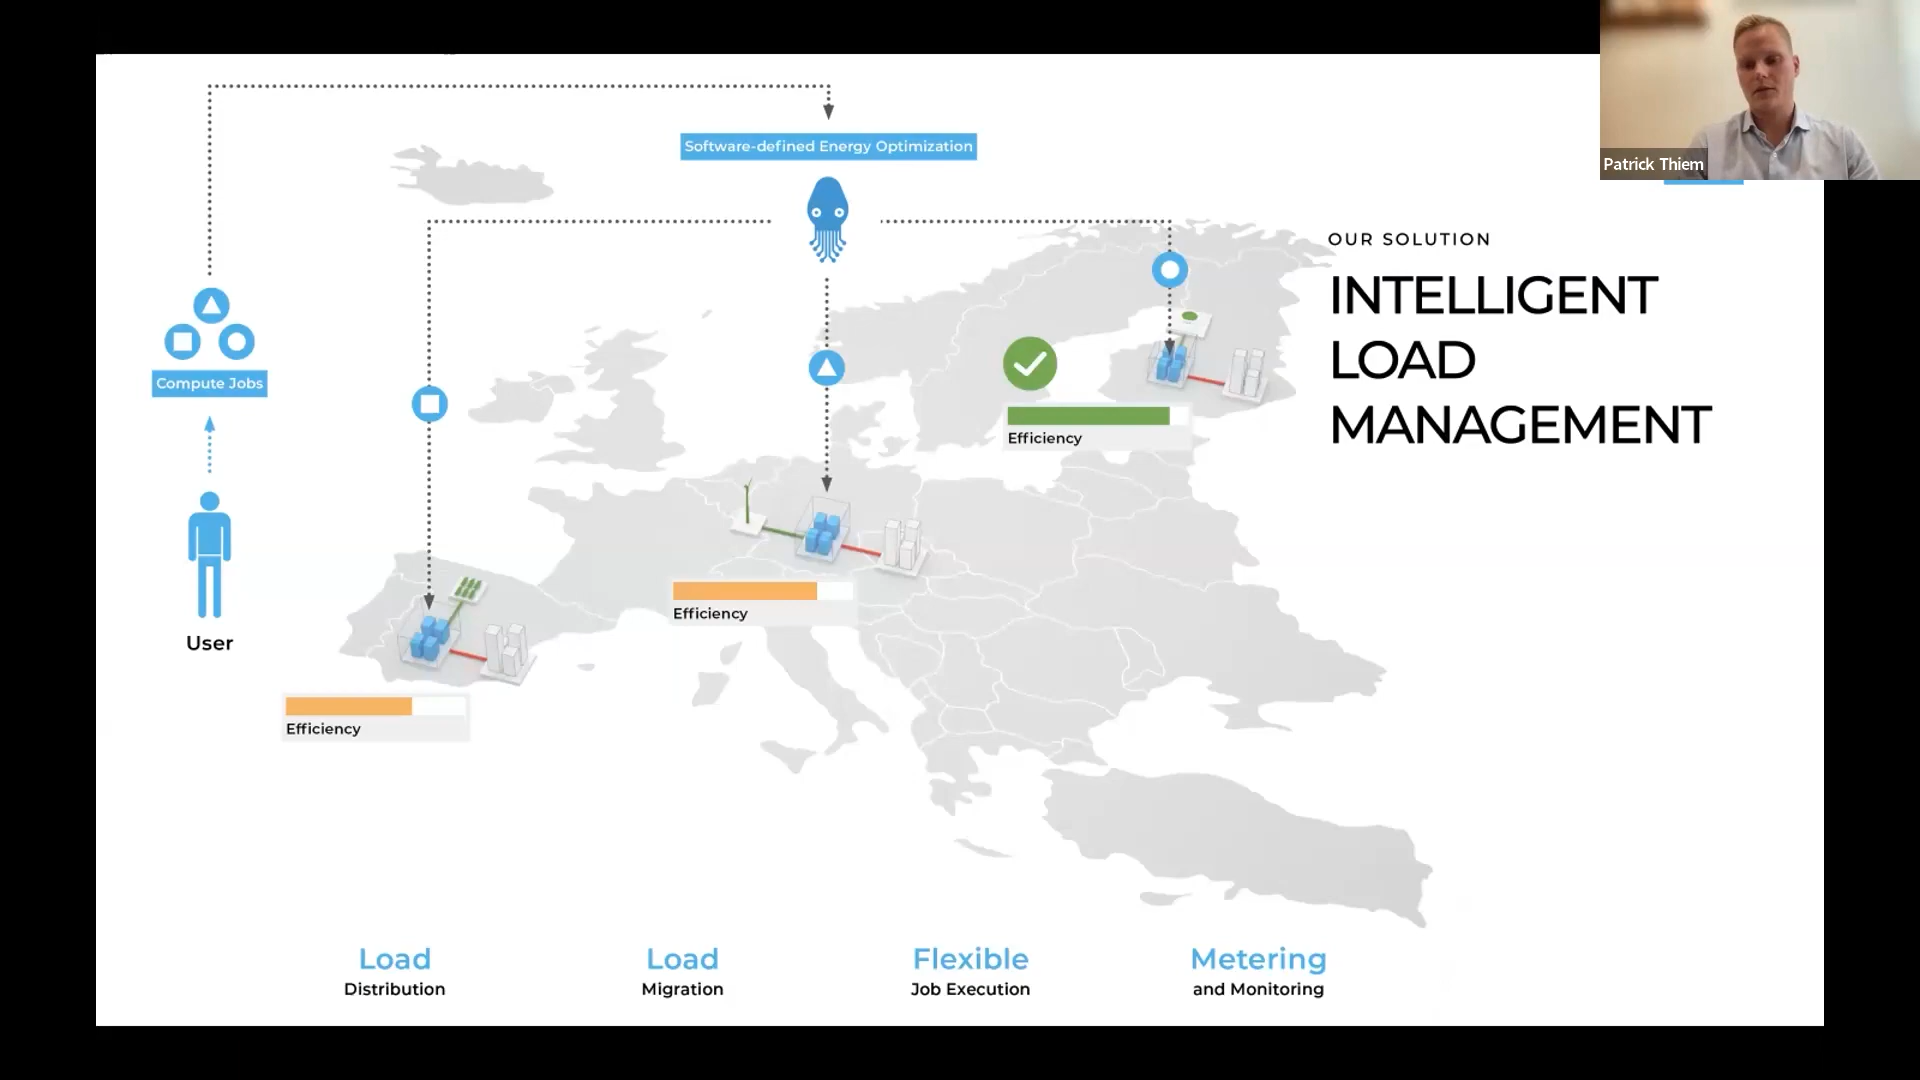 Patrick Thiem
Software-defined Energy Optimization
OUR SOLUTION
INTELLIGENT
LOAD
MANAGEMENT
Compute Jobs
User
Efficiency
Efficiency
Efficiency
Load
Distribution
Load
Migration
Flexible
Job Execution
Metering
and Monitoring